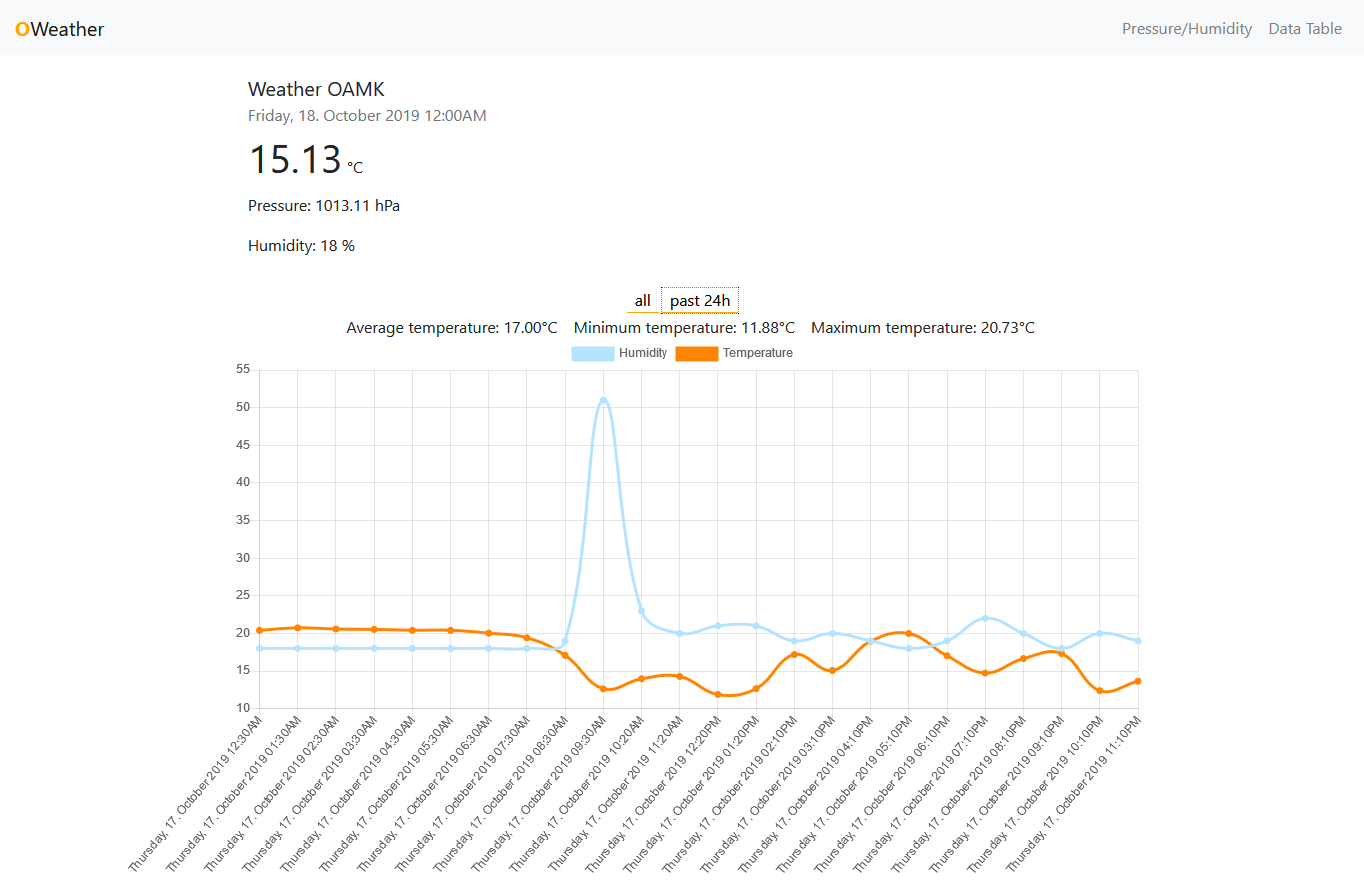 OWeather Pressure/Humidity Data Table
Weather OAMK
Friday, 18. October 2019 12:00AM
15.13 °C
Pressure: 1013.11 hPa
Humidity: 18 %
all past 24h
Average temperature: 17.00°C Minimum temperature: 11.88°C Maximum temperature: 20.73°C
Humidity Temperature
55
50
45
40
35
30
25
20
15
10
Thursday, 17. October 2019 12:30AM
Thursday, 17. October 2019 01:30AM
Thursday, 17. October 2019 02:30AM
Thursday, 17. October 2019 03:30AM
Thursday, 17. October 2019 04:30AM
Thursday, 17. October 2019 05:30AM
Thursday, 17. October 2019 06:30AM
Thursday, 17. October 2019 07:30AM
Thursday, 17. October 2019 08:30AM
Thursday, 17. October 2019 09:30AM
Thursday, 17. October 2019 10:20AM
Thursday, 17. October 2019 11:20AM
Thursday, 17. October 2019 12:20PM
Thursday, 17. October 2019 01:20PM
Thursday, 17. October 2019 02:10PM
Thursday, 17. October 2019 03:10PM
Thursday, 17. October 2019 04:10PM
Thursday, 17. October 2019 05:10PM
Thursday, 17. October 2019 06:10PM
Thursday, 17. October 2019 07:10PM
Thursday, 17. October 2019 08:10PM
Thursday, 17. October 2019 09:10PM
Thursday, 17. October 2019 10:10PM
Thursday, 17. October 2019 11:10PM